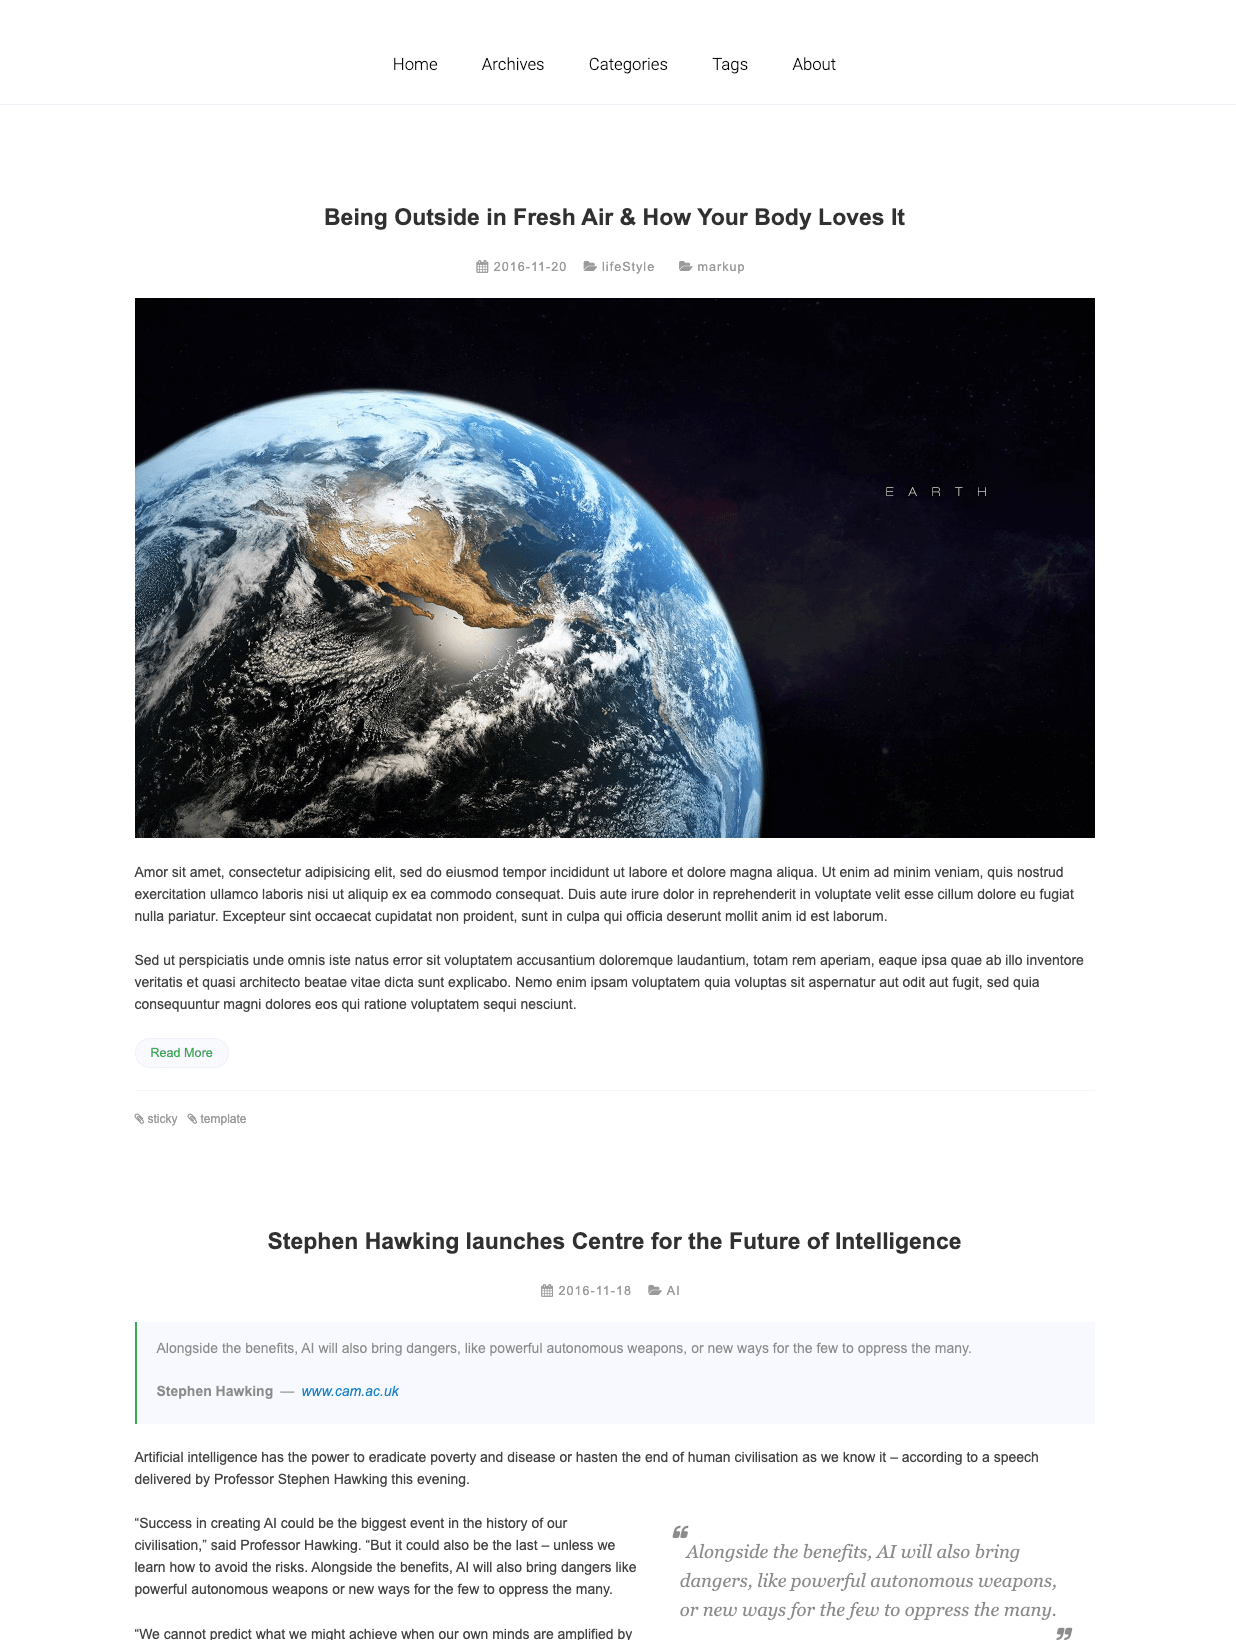 Home Archives Categories Tags About
Being Outside in Fresh Air & How Your Body Loves It
2016-11-20 lifeStyle markup
EARTH
Amor sit amet, consectetur adipisicing elit, sed do eiusmod tempor incididunt ut labore et dolore magna aliqua. Ut enim ad minim veniam, quis nostrud
exercitation ullamco laboris nisi ut aliquip ex ea commodo consequat. Duis aute irure dolor in reprehenderit in voluptate velit esse cillum dolore eu fugiat
nulla pariatur. Excepteur sint occaecat cupidatat non proident, sunt in culpa qui officia deserunt mollit anim id est laborum.
Sed ut perspiciatis unde omnis iste natus error sit voluptatem accusantium doloremque laudantium, totam rem aperiam, eaque ipsa quae ab illo inventore
veritatis et quasi architecto beatae vitae dicta sunt explicabo. Nemo enim ipsam voluptatem quia voluptas sit aspernatur aut odit aut fugit, sed quia
consequuntur magni dolores eos qui ratione voluptatem sequi nesciunt.
Read More
sticky template
Stephen Hawking launches Centre for the Future of Intelligence
2016-11-18 AI
Alongside the benefits, AI will also bring dangers, like powerful autonomous weapons, or new ways for the few to oppress the many.
Stephen Hawking — www.cam.ac.uk
Artificial intelligence has the power to eradicate poverty and disease or hasten the end of human civilisation as we know it – according to a speech
delivered by Professor Stephen Hawking this evening.
“Success in creating AI could be the biggest event in the history of our
civilisation,” said Professor Hawking. “But it could also be the last – unless we
learn how to avoid the risks. Alongside the benefits, AI will also bring dangers like
powerful autonomous weapons or new ways for the few to oppress the many.
“We cannot predict what we might achieve when our own minds are amplified by
“Alongside the benefits, AI will also bring
dangers, like powerful autonomous weapons,
or new ways for the few to oppress the many.
”